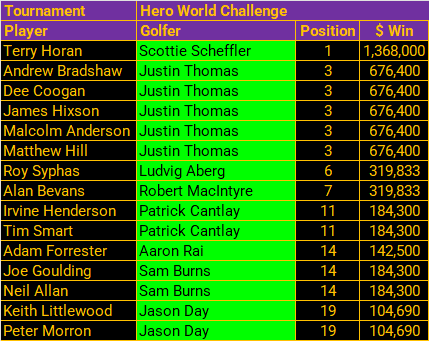 Tournament Hero World Challenge
Player Golfer Position $ Win
Terry Horan Scottie Scheffler 1 1,368,000
Andrew Bradshaw Justin Thomas 3 676,400
Dee Coogan Justin Thomas 3 676,400
James Hixson Justin Thomas 3 676,400
Malcolm Anderson Justin Thomas 3 676,400
Matthew Hill Justin Thomas 3 676,400
Roy Syphas Ludvig Aberg 6 319,833
Alan Bevans Robert MacIntyre 7 319,833
Irvine Henderson Patrick Cantlay 11 184,300
Tim Smart Patrick Cantlay 11 184,300
Adam Forrester Aaron Rai 14 142,500
Joe Goulding Sam Burns 14 184,300
Neil Allan Sam Burns 14 184,300
Keith Littlewood Jason Day 19 104,690
Peter Morron Jason Day 19 104,690